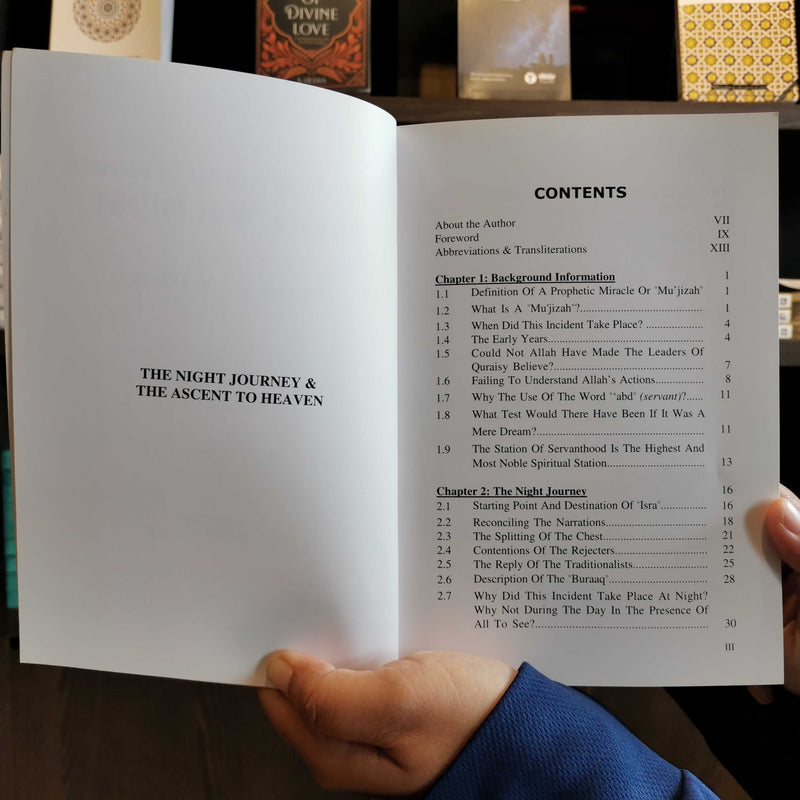 OF
DIVINE
LOVE
THE NIGHT JOURNEY &
THE ASCENT TO HEAVEN
CONTENTS
About the Author VII
Foreword IX
Abbreviations & Transliterations XIII
Chapter 1: Background Information 1
1.1 Definition Of A Prophetic Miracle Or "Mu'jizah" 1
1.2 What Is A "Mu'jizah"?........................................ 1
1.3 When Did This Incident Take Place? ................... 4
1.4 The Early Years................................................. 4
1.5 Could Not Allah Have Made The Leaders Of
Quraisy Believe?................................................ 7
1.6 Failing To Understand Allah's Actions................ 8
1.7 Why The Use Of The Word "'abd" (servant)?...... 11
1.8 What Test Would There Have Been If It Was A
Mere Dream?..................................................... 11
1.9 The Station Of Servanthood Is The Highest And
Most Noble Spiritual Station................................ 13
Chapter 2: The Night Journey 16
2.1 Starting Point And Destination Of "Isra"............... 16
2.2 Reconciling The Narrations................................. 18
2.3 The Splitting Of The Chest.................................. 21
2.4 Contentions Of The Rejecters.............................. 22
2.5 The Reply Of The Traditionalists......................... 25
2.6 Description Of The "Buraaq"................................ 28
2.7 Why Did This Incident Take Place At Night?
Why Not During The Day In The Presence Of
All To See?........................................................ 30
III